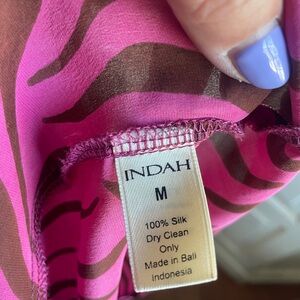 INDAH
M
100% Silk
Dry Clean
Only
Made in Bali
Indonesia